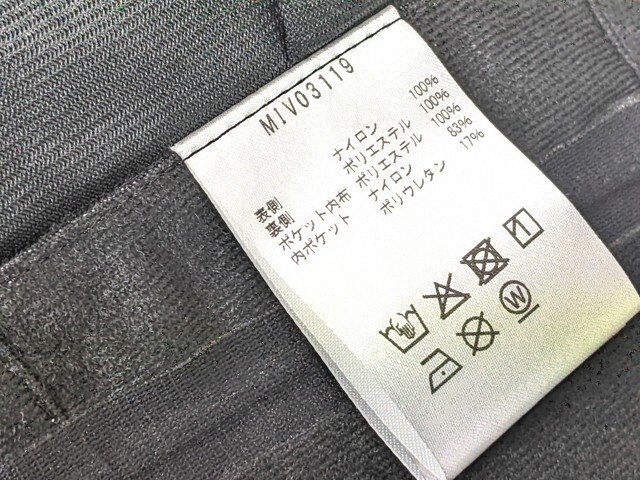 MIV03119
表側 ナイロン 100%
裏側 ポリエステル 100%
ポケット内布 ポリエステル 100%
内ポケット ナイロン 83%
ポリウレタン 17%
W